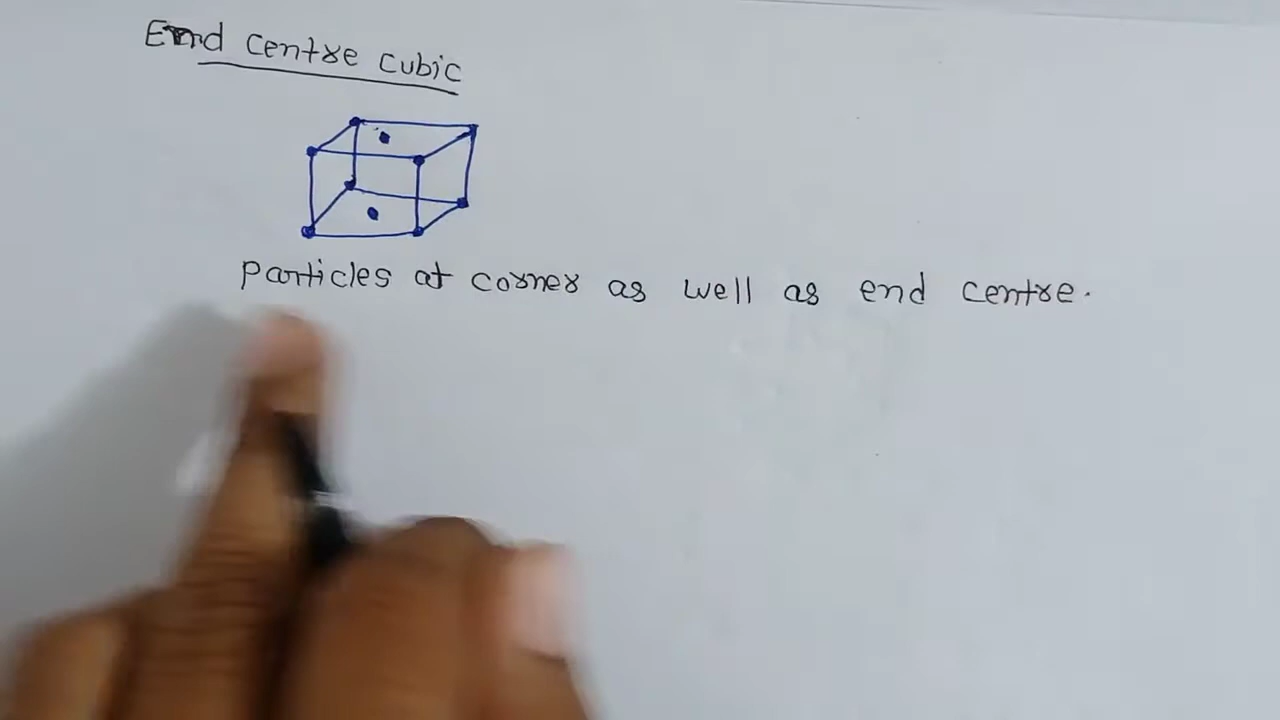 End Centre Cubic
Particles at corner as well as end centre.